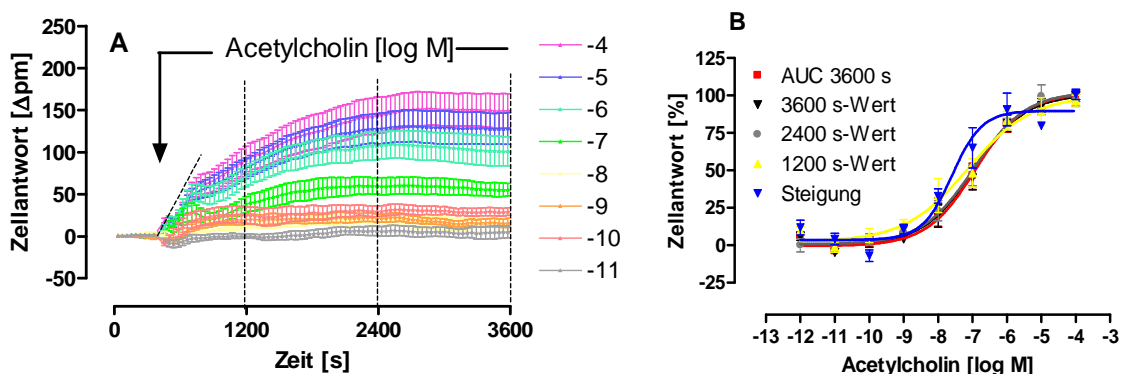 A
Acetylcholin [log M]
Zellantwort [Δpm]
250
200
150
100
50
0
-50
0
1200
2400
3600
Zeit [s]
-4
-5
-6
-7
-8
-9
-10
-11
B
Zellantwort [%]
125
100
75
50
25
0
-25
AUC 3600 s
3600 s-Wert
2400 s-Wert
1200 s-Wert
Steigung
-13 -12 -11 -10 -9 -8 -7 -6 -5 -4 -3
Acetylcholin [log M]